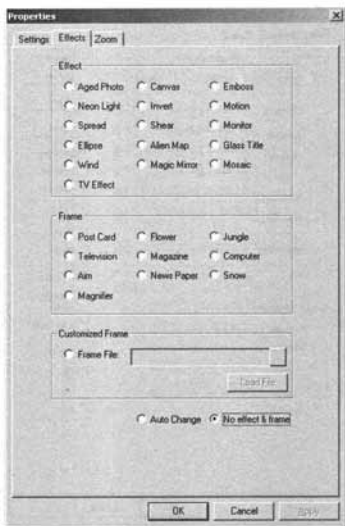 Properties
Settings Effects Zoom
Effect
Aged Photo Canvas Emboss
Neon Light Invert Motion
Spread Shear Monitor
Ellipse Alien Map Glass Title
Wind Magic Mirror Mosaic
TV Effect
Frame
Post Card Flower Jungle
Television Magazine Computer
Aim News Paper Snow
Magnifier
Customized Frame
Frame File:
Load File
Auto Change No effect & frame
OK Cancel Apply